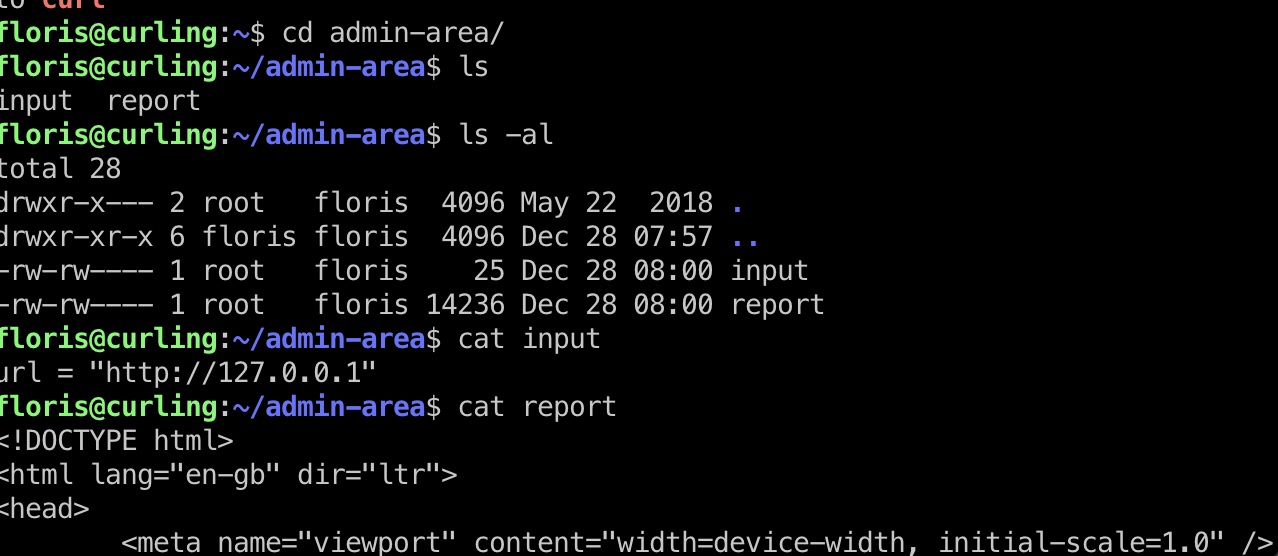 to Curl
floris@curling:~$ cd admin-area/
floris@curling:~/admin-area$ ls
input  report
floris@curling:~/admin-area$ ls -al
total 28
drwxr-x--- 2 root   floris  4096 May 22  2018 .
drwxr-xr-x 6 floris floris  4096 Dec 28 07:57 ..
-rw-rw---- 1 root   floris    25 Dec 28 08:00 input
-rw-rw---- 1 root   floris 14236 Dec 28 08:00 report
floris@curling:~/admin-area$ cat input
url = "http://127.0.0.1"
floris@curling:~/admin-area$ cat report
<!DOCTYPE html>
<html lang="en-gb" dir="ltr">
<head>
        <meta name="viewport" content="width=device-width, initial-scale=1.0" />